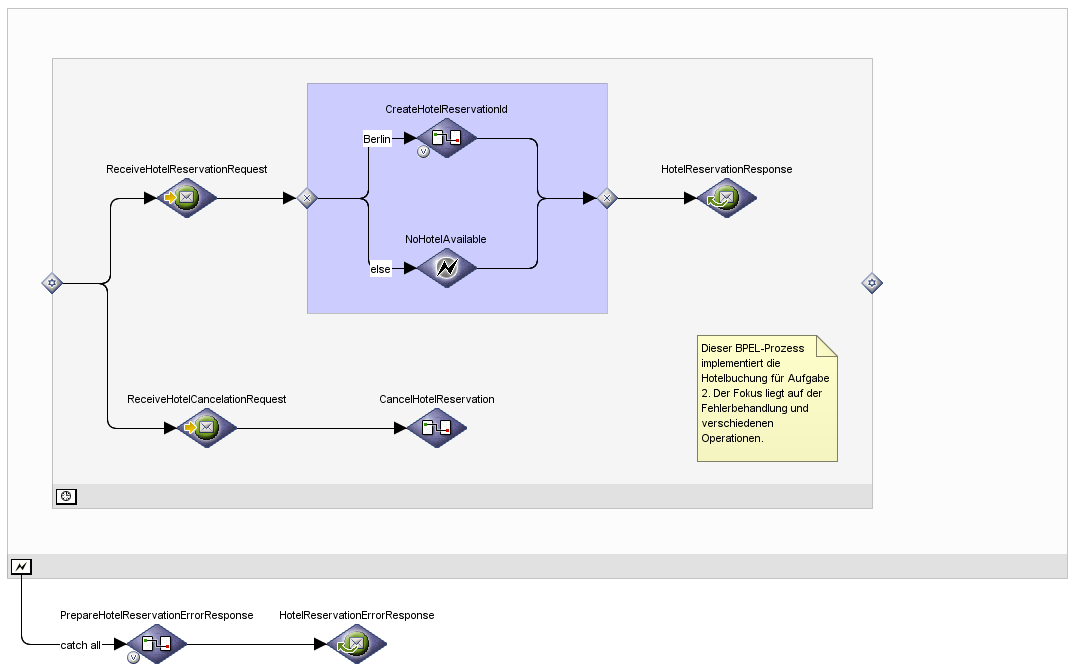 CreateHotelReservationId
Berlin
ReceiveHotelReservationRequest
HotelReservationResponse
NoHotelAvailable
else
Dieser BPEL-Prozess
implementiert die
Hotelbuchung für Aufgabe
2. Der Fokus liegt auf der
Fehlerbehandlung und
verschiedenen
Operationen.
ReceiveHotelCancelationRequest
CancelHotelReservation
PrepareHotelReservationErrorResponse
HotelReservationErrorResponse
catch all
V
V